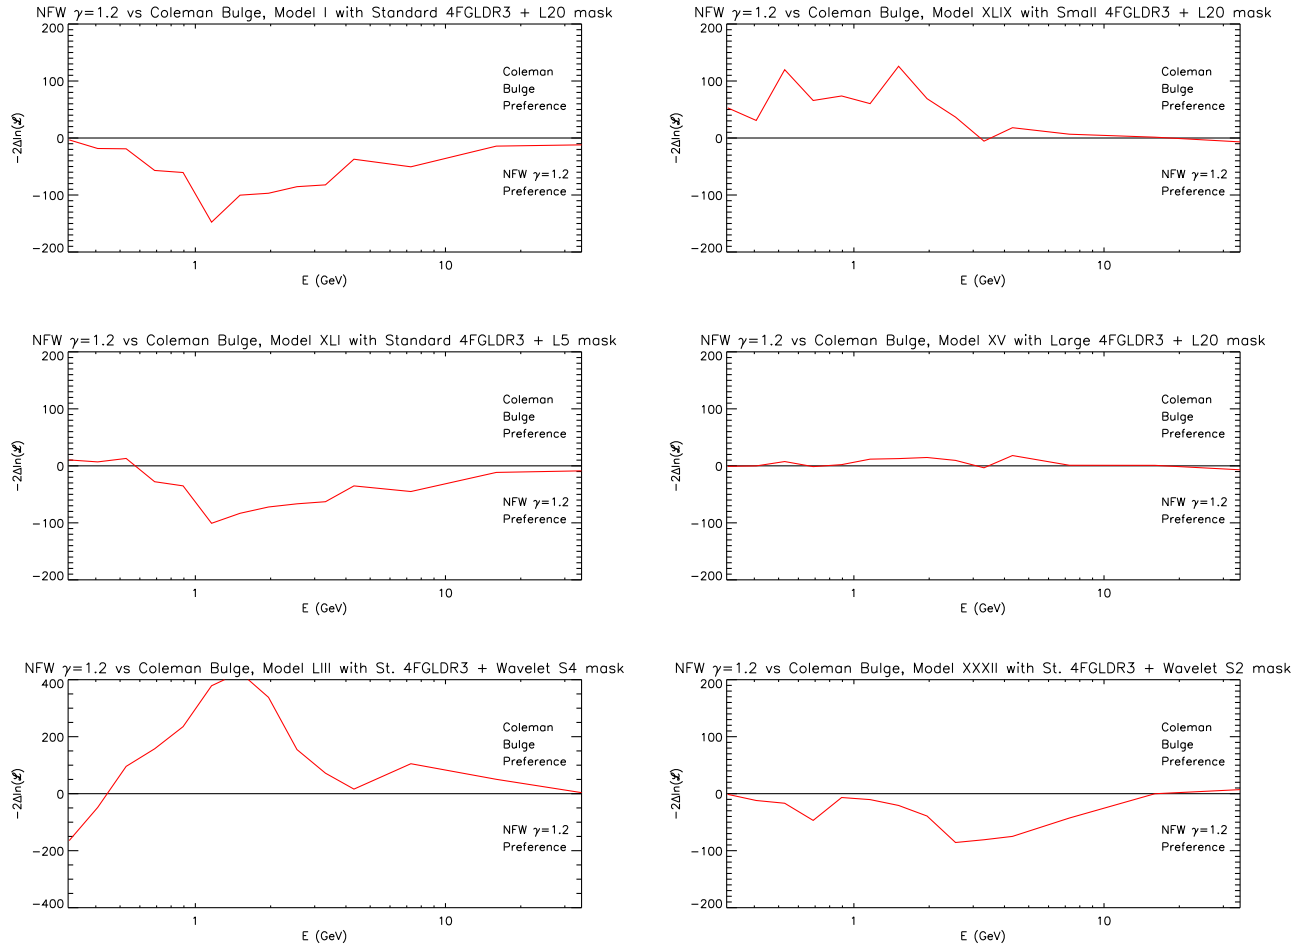 NFW γ=1.2 vs Coleman Bulge, Model I with Standard 4FGLDR3 + L20 mask
200
100
0
−100
−200
−2Δln(ℒ)
Coleman
Bulge
Preference
NFW γ=1.2
Preference
1
10
E (GeV)
NFW γ=1.2 vs Coleman Bulge, Model XLIX with Small 4FGLDR3 + L20 mask
200
100
0
−100
−200
−2Δln(ℒ)
Coleman
Bulge
Preference
NFW γ=1.2
Preference
1
10
E (GeV)
NFW γ=1.2 vs Coleman Bulge, Model XLI with Standard 4FGLDR3 + L5 mask
200
100
0
−100
−200
−2Δln(ℒ)
Coleman
Bulge
Preference
NFW γ=1.2
Preference
1
10
E (GeV)
NFW γ=1.2 vs Coleman Bulge, Model XV with Large 4FGLDR3 + L20 mask
200
100
0
−100
−200
−2Δln(ℒ)
Coleman
Bulge
Preference
NFW γ=1.2
Preference
1
10
E (GeV)
NFW γ=1.2 vs Coleman Bulge, Model LIII with St. 4FGLDR3 + Wavelet S4 mask
400
200
0
−200
−400
−2Δln(ℒ)
Coleman
Bulge
Preference
NFW γ=1.2
Preference
1
10
E (GeV)
NFW γ=1.2 vs Coleman Bulge, Model XXXII with St. 4FGLDR3 + Wavelet S2 mask
200
100
0
−100
−200
−2Δln(ℒ)
Coleman
Bulge
Preference
NFW γ=1.2
Preference
1
10
E (GeV)